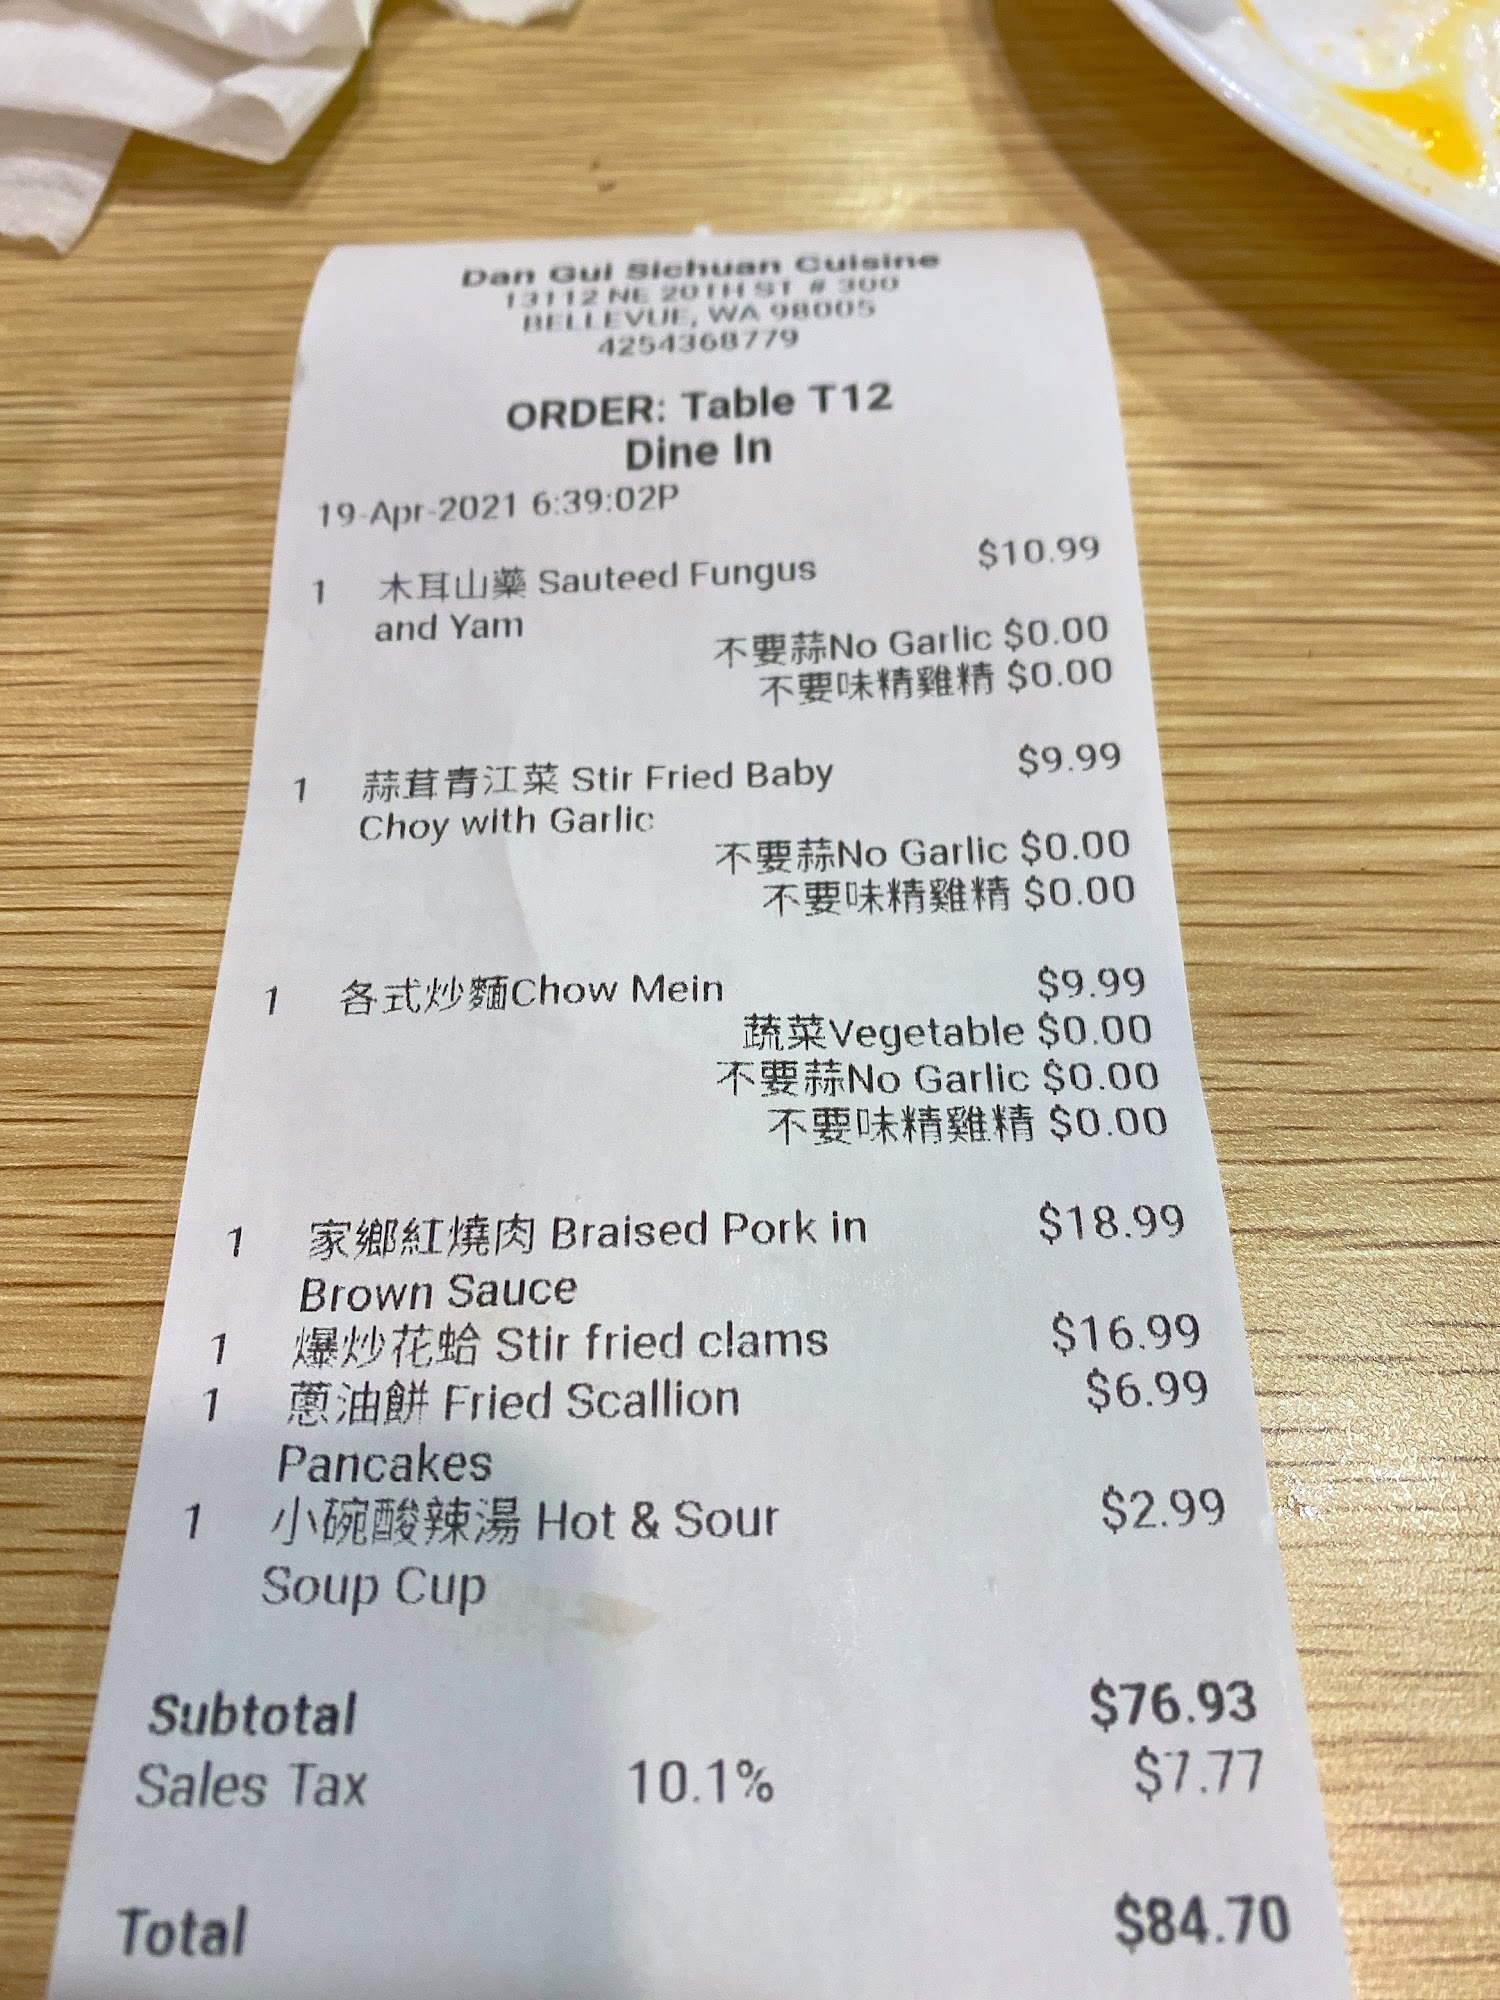 Dan Gui Sichuan Cuisine
13112 NE 20TH ST # 300
BELLEVUE, WA 98005
4254368779
ORDER: Table T12
Dine In
19-Apr-2021 6:39:02P
1 木耳山藥 Sauteed Fungus $10.99
and Yam
不要蒜No Garlic $0.00
不要味精雞精 $0.00
1 蒜茸青江菜 Stir Fried Baby $9.99
Choy with Garlic
不要蒜No Garlic $0.00
不要味精雞精 $0.00
1 各式炒麵Chow Mein $9.99
蔬菜Vegetable $0.00
不要蒜No Garlic $0.00
不要味精雞精 $0.00
1 家鄉紅燒肉 Braised Pork in $18.99
Brown Sauce
1 爆炒花蛤 Stir fried clams $16.99
1 蔥油餅 Fried Scallion $6.99
Pancakes
1 小碗酸辣湯 Hot & Sour $2.99
Soup Cup
Subtotal $76.93
Sales Tax 10.1% $7.77
Total $84.70